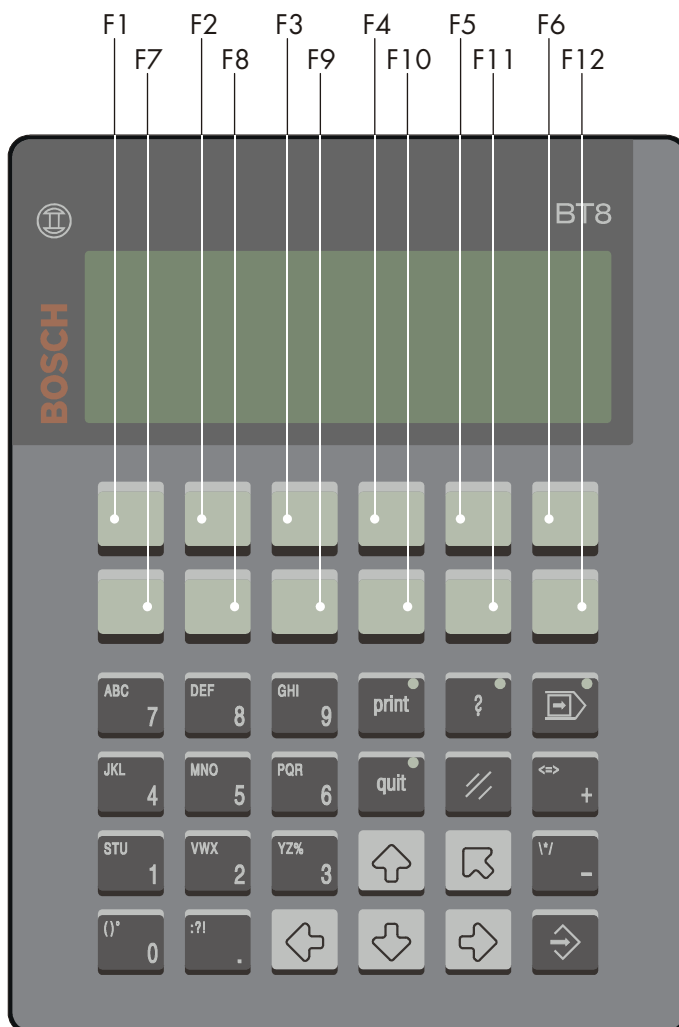 F1 F2 F3 F4 F5 F6
F7 F8 F9 F10 F11 F12
BT8
BOSCH
ABC 7 DEF 8 GHI 9 print ?
JKL 4 MNO 5 PQR 6 quit // <=> +
STU 1 VWX 2 YZ% 3 \*/ -
()° 0 :?! .